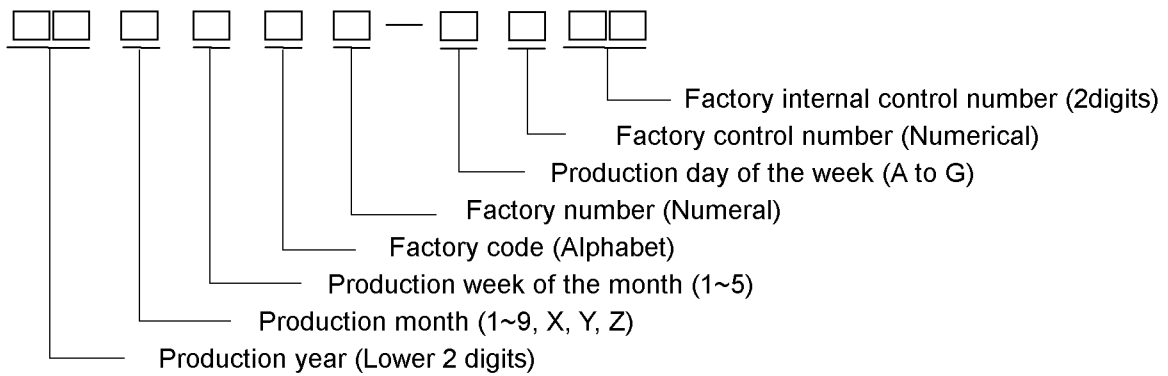 Factory internal control number (2digits)
Factory control number (Numerical)
Production day of the week (A to G)
Factory number (Numeral)
Factory code (Alphabet)
Production week of the month (1~5)
Production month (1~9, X, Y, Z)
Production year (Lower 2 digits)